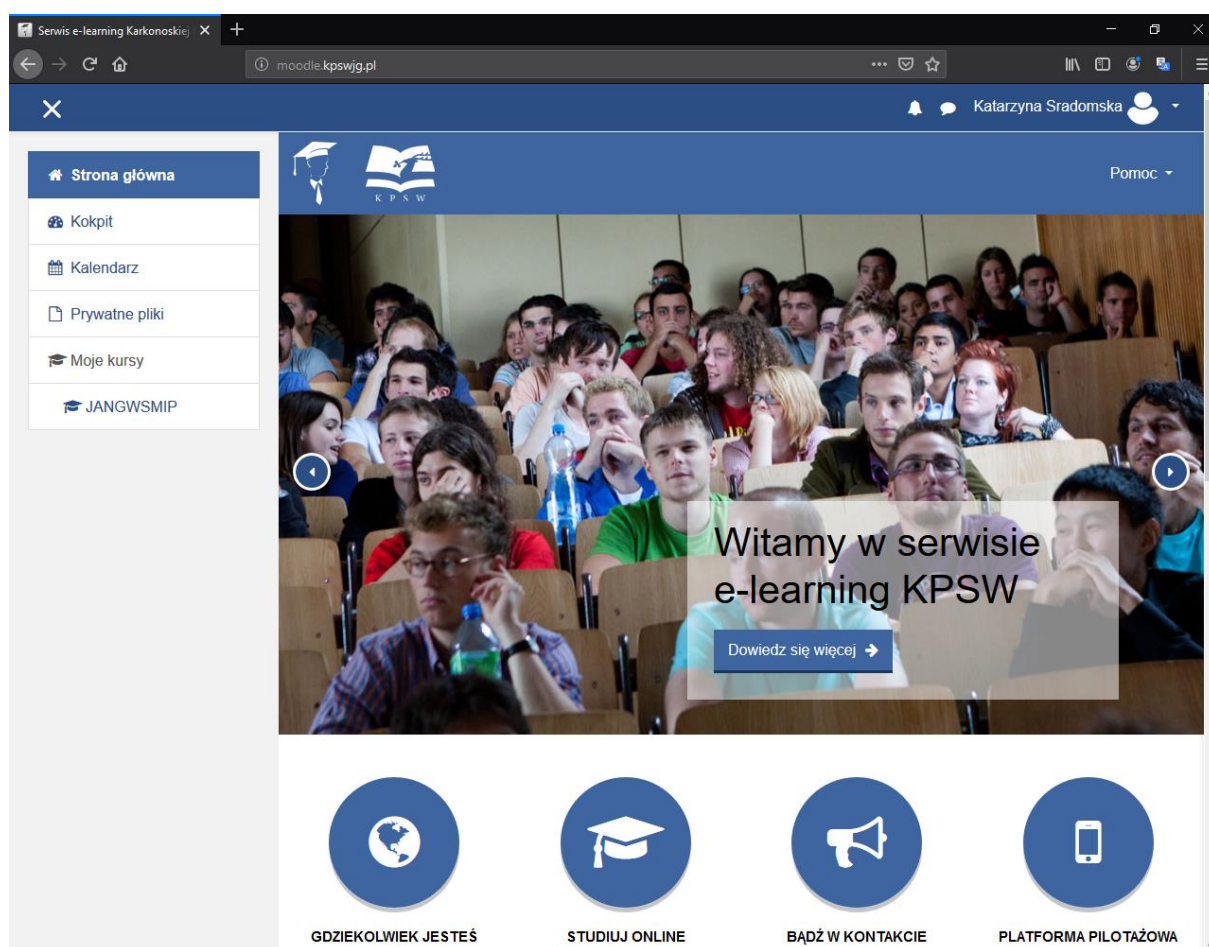 Serwis e-learning Karkonoskiej
moodle.kpswjg.pl
Katarzyna Sradomska
Strona główna
Kokpit
Kalendarz
Prywatne pliki
Moje kursy
JANGWSMIP
K P S W
Pomoc
Witamy w serwisie
e-learning KPSW
Dowiedz się więcej
GDZIEKOLWIEK JESTEŚ
STUDIUJ ONLINE
BĄDŹ W KONTAKCIE
PLATFORMA PILOTAŻOWA